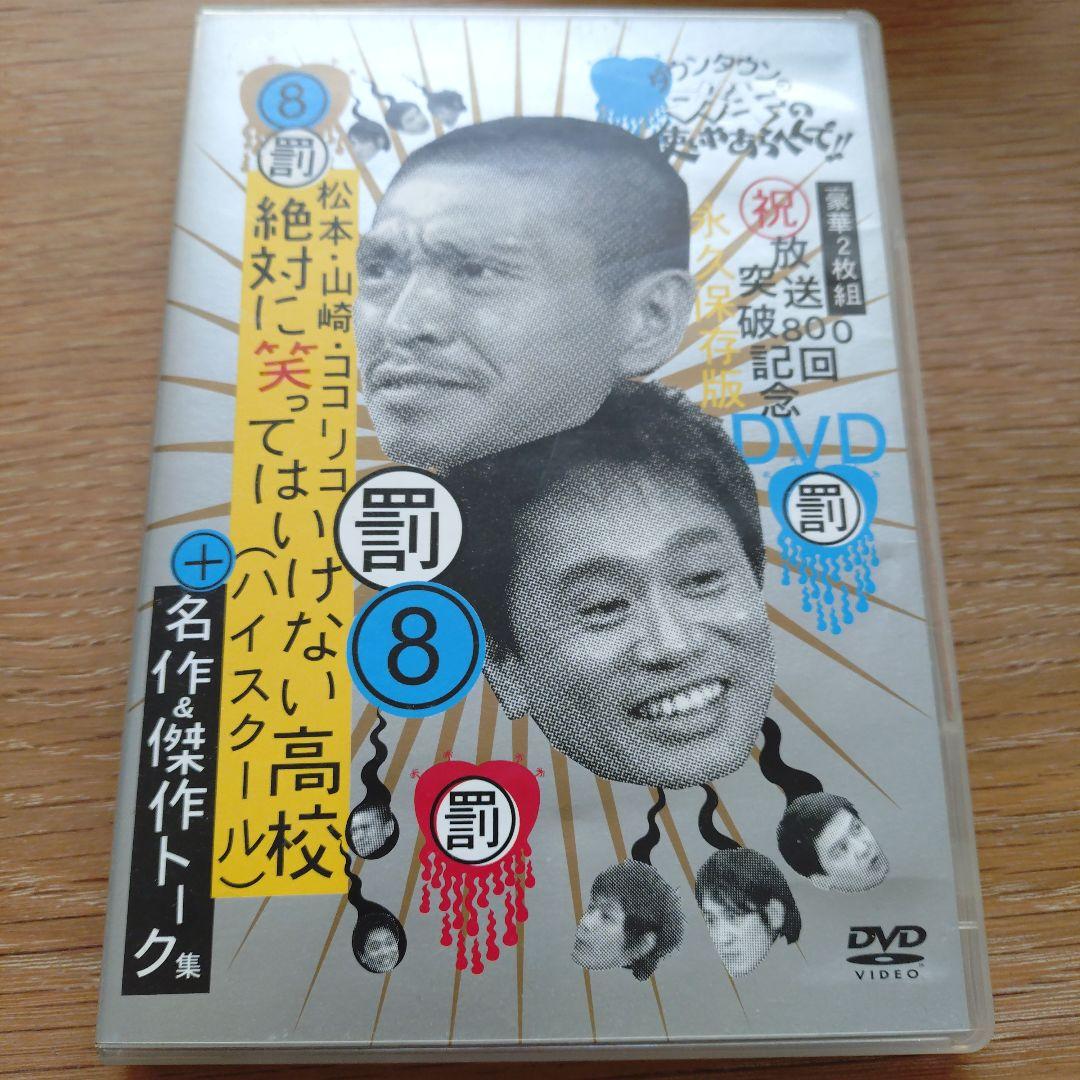 ダウンタウンの
ガキの
使いやあらへんで!!
豪華2枚組
祝
放送800回
突破記念
DVD
永久保存版
罰
8
罰
松本・山崎・ココリコ
絶対に笑ってはいけない高校
(ハイスクール)
罰
8
+
名作&傑作トーク集
罰
DVD
VIDEO